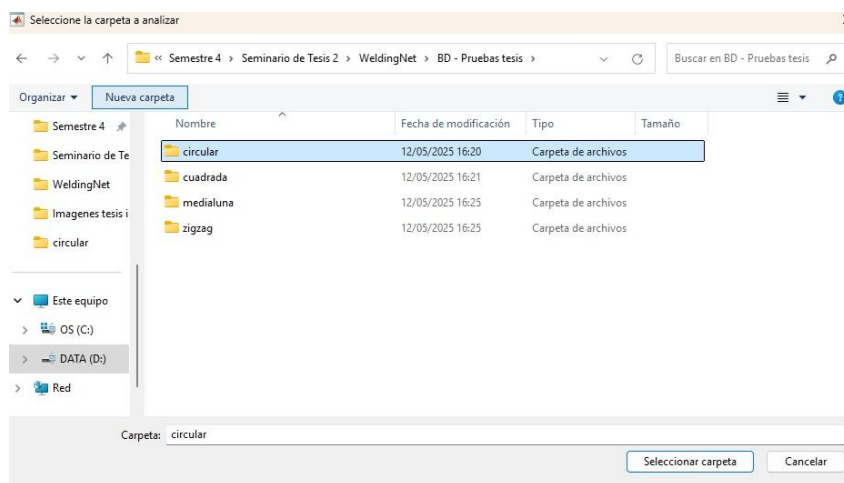 Seleccione la carpeta a analizar
« Semestre 4 > Seminario de Tesis 2 > WeldingNet > BD - Pruebas tesis >
Buscar en BD - Pruebas tesis
Organizar
Nueva carpeta
Nombre
Fecha de modificación
Tipo
Tamaño
Semestre 4
Seminario de Te
WeldingNet
Imagenes tesis i
circular
circular 12/05/2025 16:20 Carpeta de archivos
cuadrada 12/05/2025 16:21 Carpeta de archivos
medialuna 12/05/2025 16:25 Carpeta de archivos
zigzag 12/05/2025 16:25 Carpeta de archivos
Este equipo
OS (C:)
DATA (D:)
Red
Carpeta: circular
Seleccionar carpeta
Cancelar